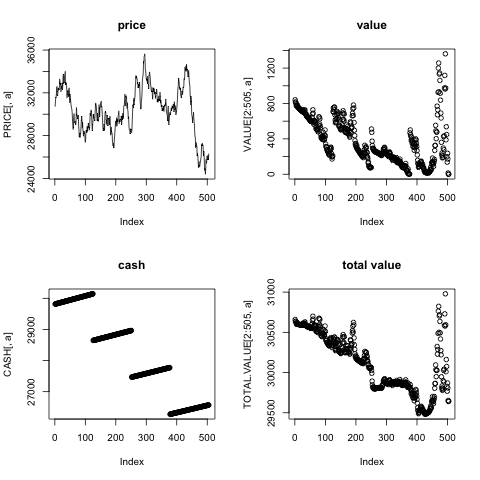 price
PRICE[, a]
24000 28000 32000 36000
0 100 200 300 400 500
Index
value
VALUE[2:505, a]
0 400 800 1200
0 100 200 300 400 500
Index
cash
CASH[, a]
27000 29000
0 100 200 300 400 500
Index
total value
TOTAL.VALUE[2:505, a]
29500 30000 30500 31000
0 100 200 300 400 500
Index